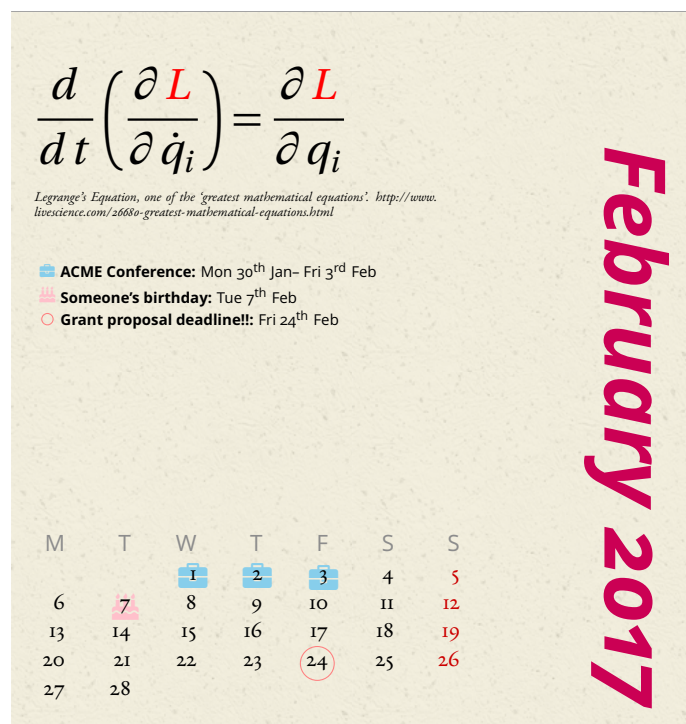 d/dt (∂L/∂q̇ᵢ) = ∂L/∂qᵢ
Legrange's Equation, one of the 'greatest mathematical equations'. http://www.
livescience.com/26680-greatest-mathematical-equations.html
ACME Conference: Mon 30th Jan– Fri 3rd Feb
Someone's birthday: Tue 7th Feb
Grant proposal deadline!!: Fri 24th Feb
February 2017
M T W T F S S
1 2 3 4 5
6 7 8 9 10 11 12
13 14 15 16 17 18 19
20 21 22 23 24 25 26
27 28